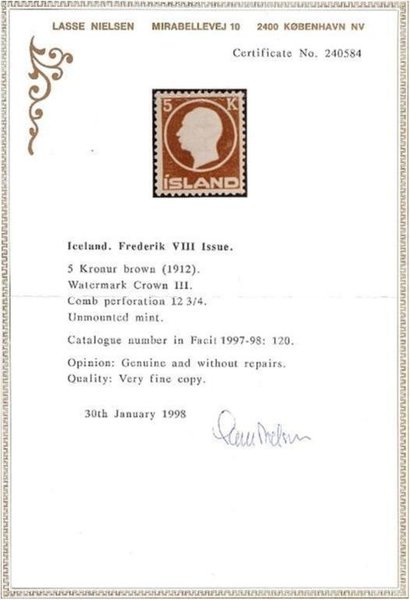 LASSE NIELSEN MIRABELLEVEJ 10 2400 KØBENHAVN NV
Certificate No. 240584
5 K
ÍSLAND
Iceland. Frederik VIII Issue.
5 Kronur brown (1912).
Watermark Crown III.
Comb perforation 12 3/4.
Unmounted mint.
Catalogue number in Facit 1997-98: 120.
Opinion: Genuine and without repairs.
Quality: Very fine copy.
30th January 1998